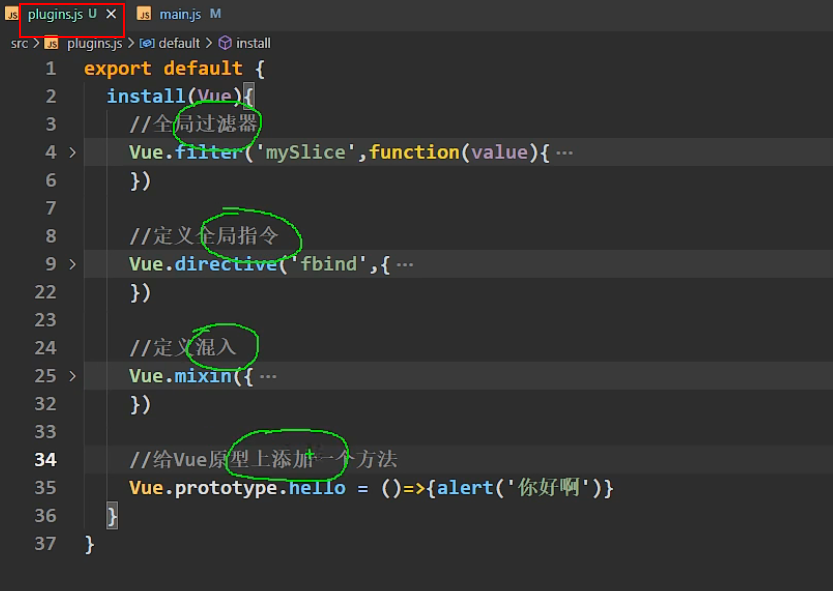 JS plugins.js U × JS main.js M
src > JS plugins.js > default > install
1 export default {
2 install(Vue){
3 //全局过滤器
4 > Vue.filter('mySlice',function(value){ ···
6 })
7
8 //定义全局指令
9 > Vue.directive('fbind',{ ···
22 })
23
24 //定义混入
25 > Vue.mixin({ ···
32 })
33
34 //给Vue原型上添加一个方法
35 Vue.prototype.hello = ()=>{alert('你好啊')}
36 }
37 }